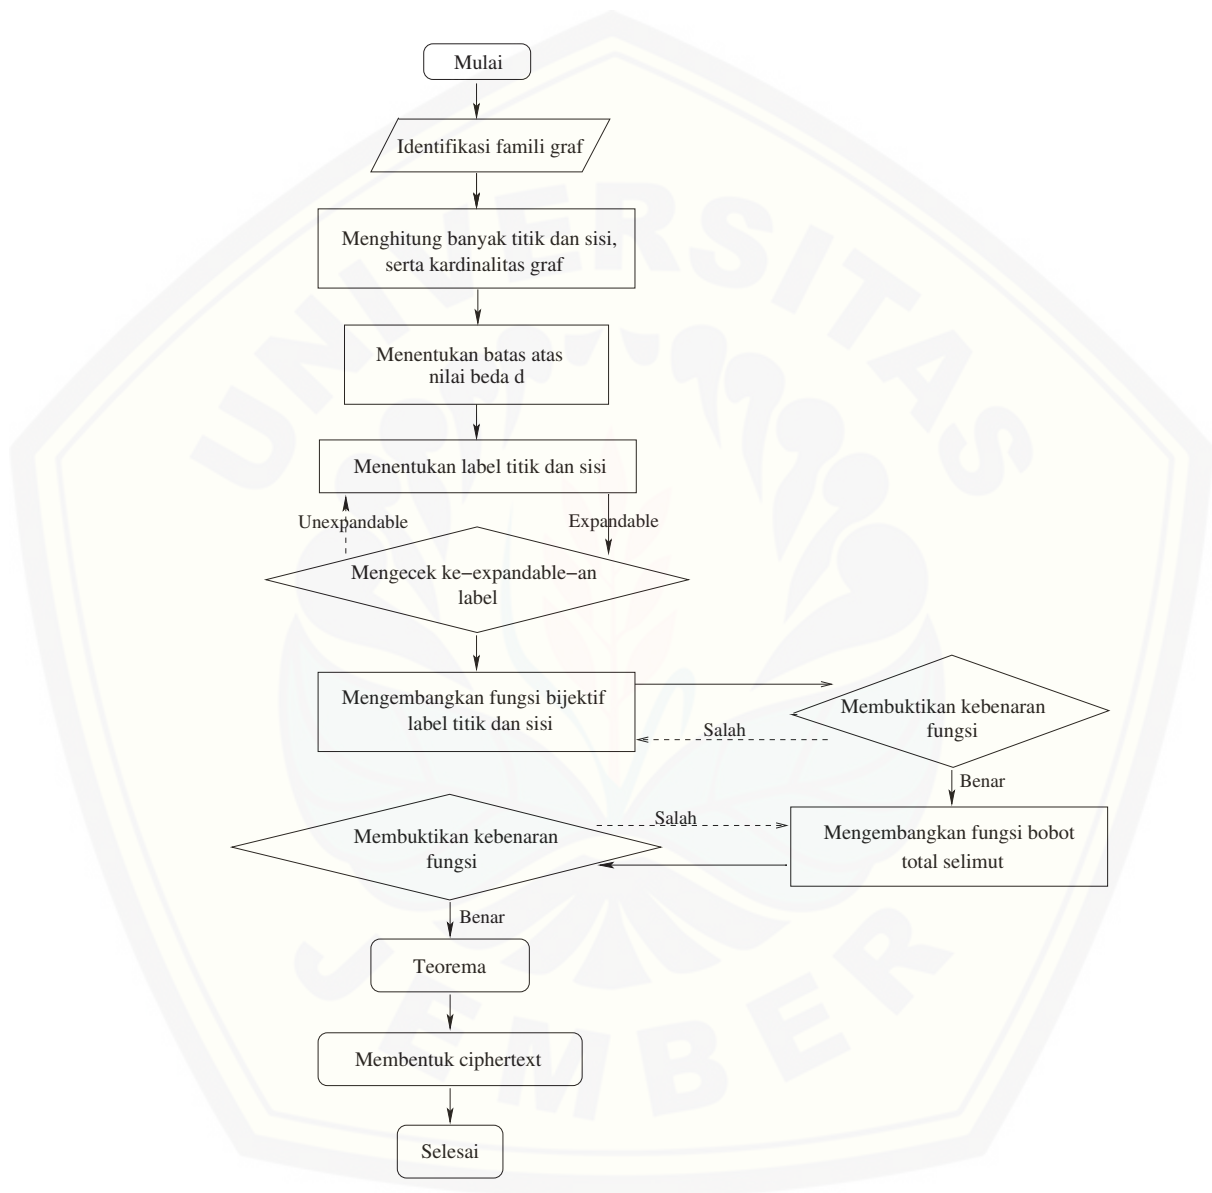 Mulai
Identifikasi famili graf
Menghitung banyak titik dan sisi,
serta kardinalitas graf
Menentukan batas atas
nilai beda d
Menentukan label titik dan sisi
Unexpandable
Expandable
Mengecek ke−expandable−an
label
Mengembangkan fungsi bijektif
label titik dan sisi
Membuktikan kebenaran
fungsi
Salah
Benar
Mengembangkan fungsi bobot
total selimut
Salah
Membuktikan kebenaran
fungsi
Benar
Teorema
Membentuk ciphertext
Selesai
UNIVERSITAS
JEMBER